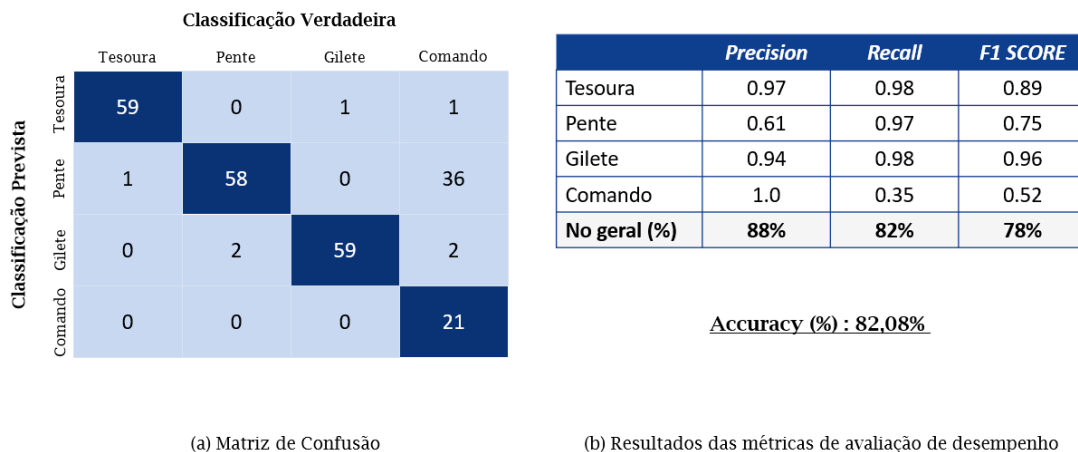 Classificação Verdadeira
Tesoura Pente Gilete Comando
Classificação Prevista
Tesoura 59 0 1 1
Pente 1 58 0 36
Gilete 0 2 59 2
Comando 0 0 0 21
(a) Matriz de Confusão
Precision Recall F1 SCORE
Tesoura 0.97 0.98 0.89
Pente 0.61 0.97 0.75
Gilete 0.94 0.98 0.96
Comando 1.0 0.35 0.52
No geral (%) 88% 82% 78%
Accuracy (%) : 82,08%
(b) Resultados das métricas de avaliação de desempenho